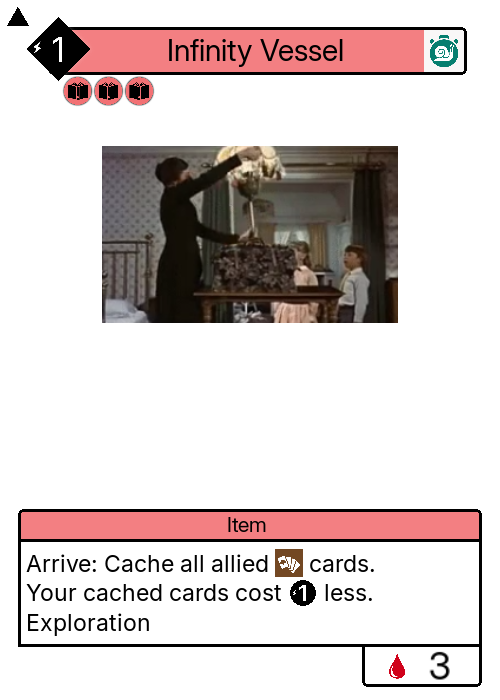 1
Infinity Vessel
Item
Arrive: Cache all allied cards.
Your cached cards cost 1 less.
Exploration
3